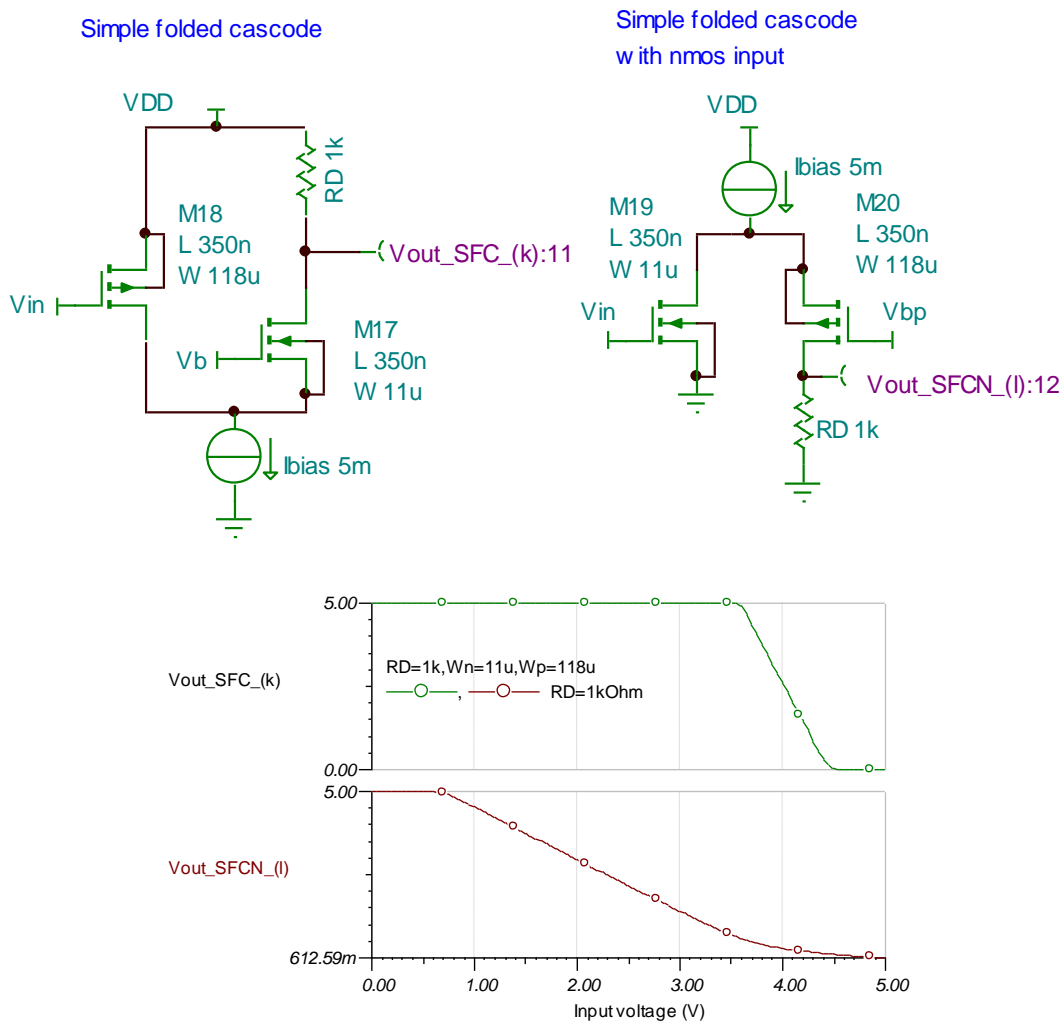 Simple folded cascode
VDD
RD 1k
M18
L 350n
W 118u
Vin
Vout_SFC_(k):11
M17
L 350n
W 11u
Vb
Ibias 5m
Simple folded cascode
with nmos input
VDD
Ibias 5m
M19
L 350n
W 11u
M20
L 350n
W 118u
Vin
Vbp
Vout_SFCN_(l):12
RD 1k
5.00
RD=1k,Wn=11u,Wp=118u
, RD=1kOhm
Vout_SFC_(k)
0.00
5.00
Vout_SFCN_(l)
612.59m
0.00 1.00 2.00 3.00 4.00 5.00
Input voltage (V)